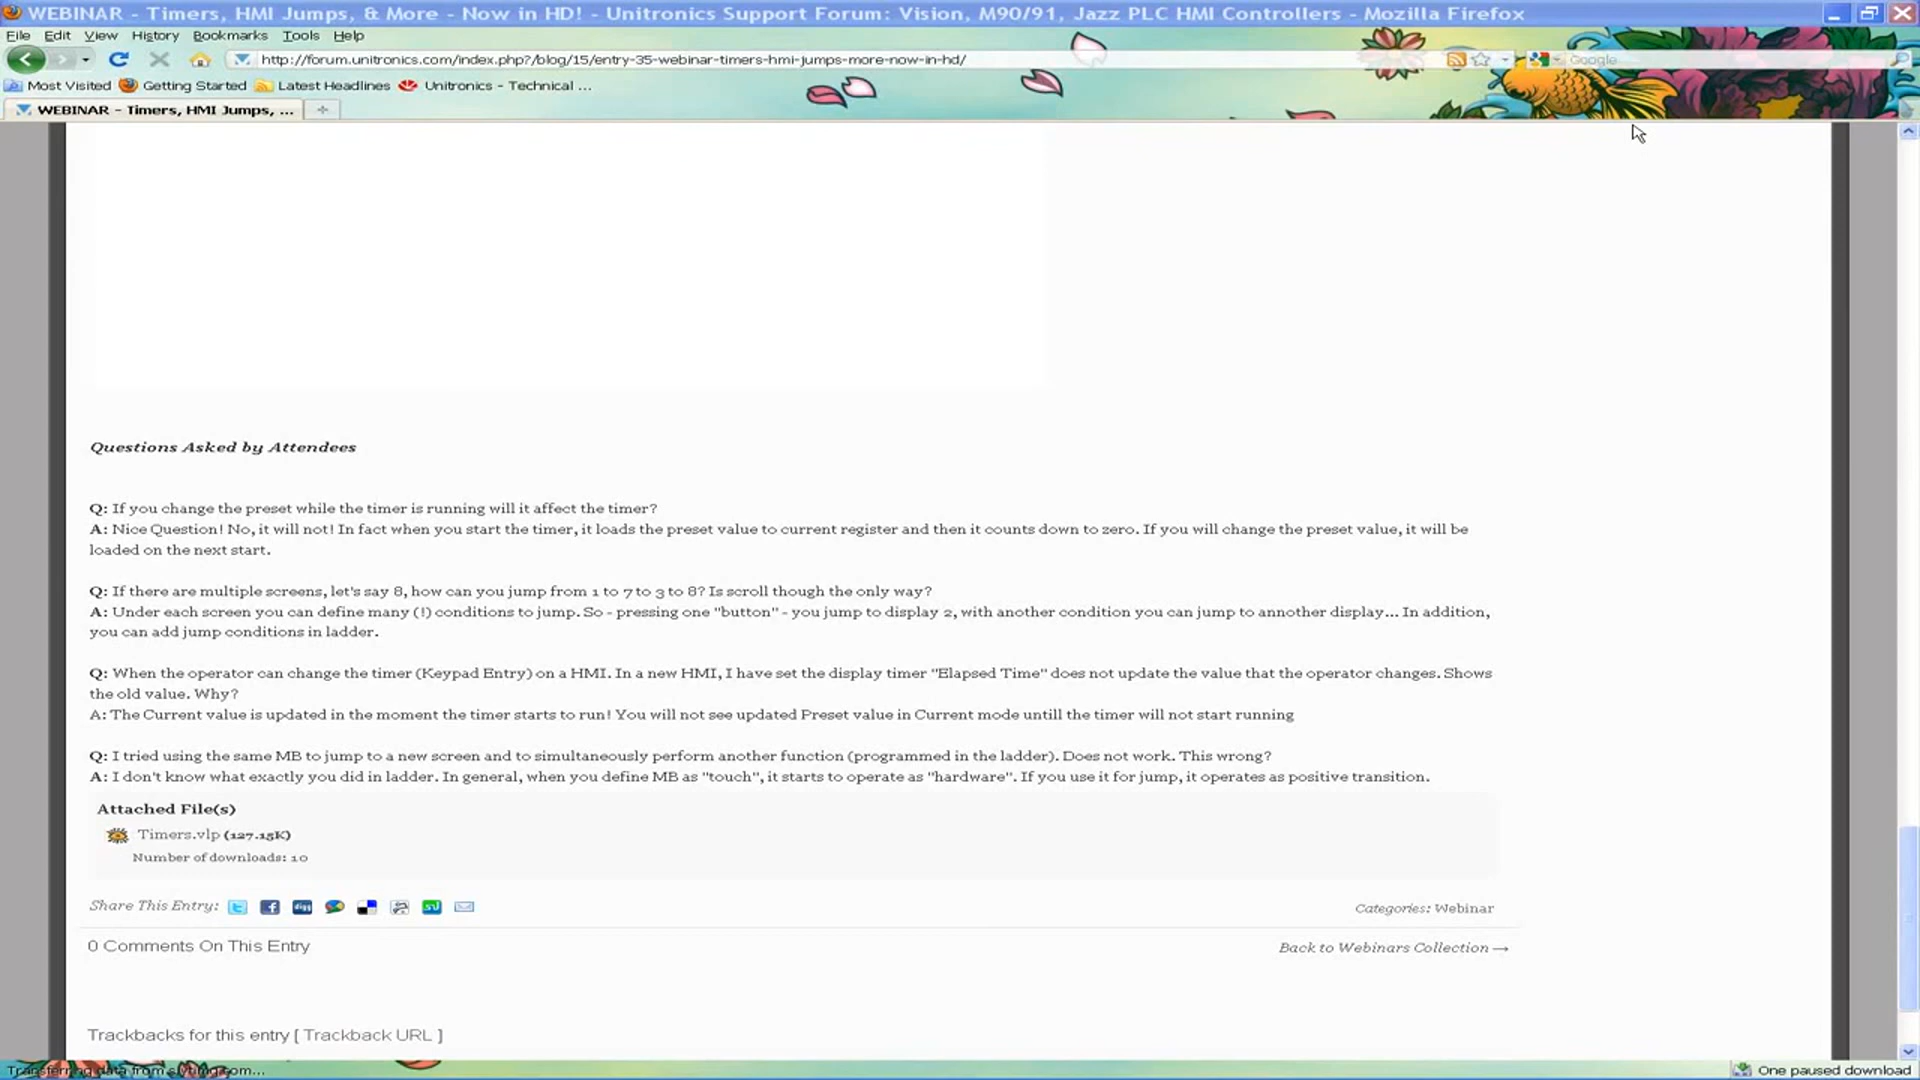 WEBINAR - Timers, HMI Jumps, & More - Now in HD! - Unitronics Support Forum: Vision, M90/91, Jazz PLC HMI Controllers - Mozilla Firefox
File Edit View History Bookmarks Tools Help
http://forum.unitronics.com/index.php?/blog/15/entry-35-webinar-timers-hmi-jumps-more-now-in-hd/ Google
Most Visited Getting Started Latest Headlines Unitronics - Technical ...
WEBINAR - Timers, HMI Jumps, ...
Questions Asked by Attendees
Q: If you change the preset while the timer is running will it affect the timer?
A: Nice Question! No, it will not! In fact when you start the timer, it loads the preset value to current register and then it counts down to zero. If you will change the preset value, it will be
loaded on the next start.
Q: If there are multiple screens, let's say 8, how can you jump from 1 to 7 to 3 to 8? Is scroll though the only way?
A: Under each screen you can define many (!) conditions to jump. So - pressing one "button" - you jump to display 2, with another condition you can jump to annother display... In addition,
you can add jump conditions in ladder.
Q: When the operator can change the timer (Keypad Entry) on a HMI. In a new HMI, I have set the display timer "Elapsed Time" does not update the value that the operator changes. Shows
the old value. Why?
A: The Current value is updated in the moment the timer starts to run! You will not see updated Preset value in Current mode untill the timer will not start running
Q: I tried using the same MB to jump to a new screen and to simultaneously perform another function (programmed in the ladder). Does not work. This wrong?
A: I don't know what exactly you did in ladder. In general, when you define MB as "touch", it starts to operate as "hardware". If you use it for jump, it operates as positive transition.
Attached File(s)
Timers.vlp (127.15K)
Number of downloads: 10
Share This Entry: digg
Categories: Webinar
0 Comments On This Entry
Back to Webinars Collection →
Trackbacks for this entry [ Trackback URL ]
Transferring data from s.ytimg.com...
One paused download